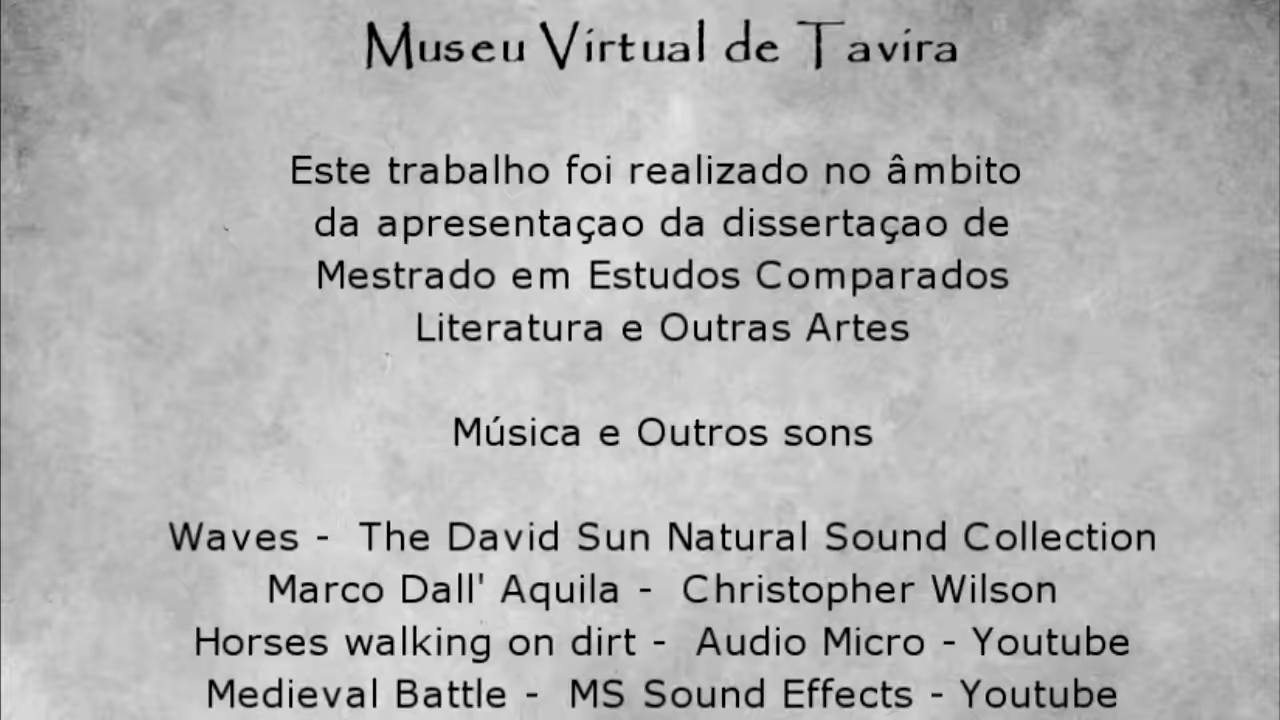 Museu Virtual de Tavira
Este trabalho foi realizado no âmbito
da apresentaçao da dissertaçao de
Mestrado em Estudos Comparados
Literatura e Outras Artes
Música e Outros sons
Waves - The David Sun Natural Sound Collection
Marco Dall' Aquila - Christopher Wilson
Horses walking on dirt - Audio Micro - Youtube
Medieval Battle - MS Sound Effects - Youtube